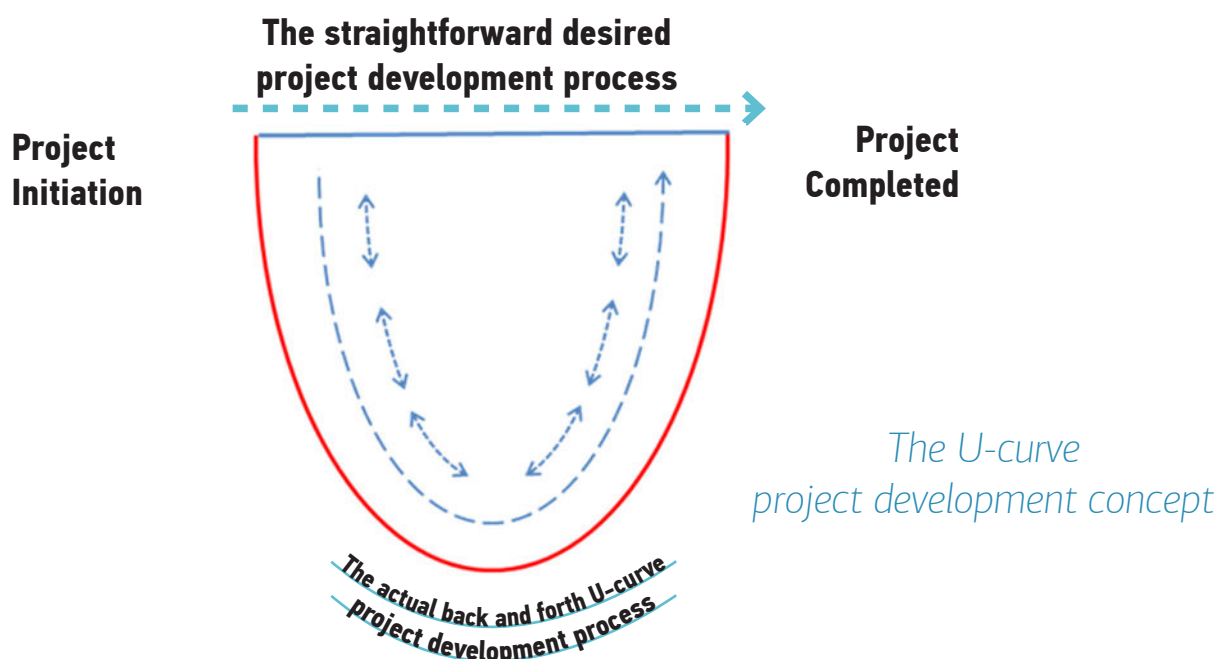 The straightforward desired
project development process
Project
Initiation
Project
Completed
The U-curve
project development concept
The actual back and forth U-curve
project development process